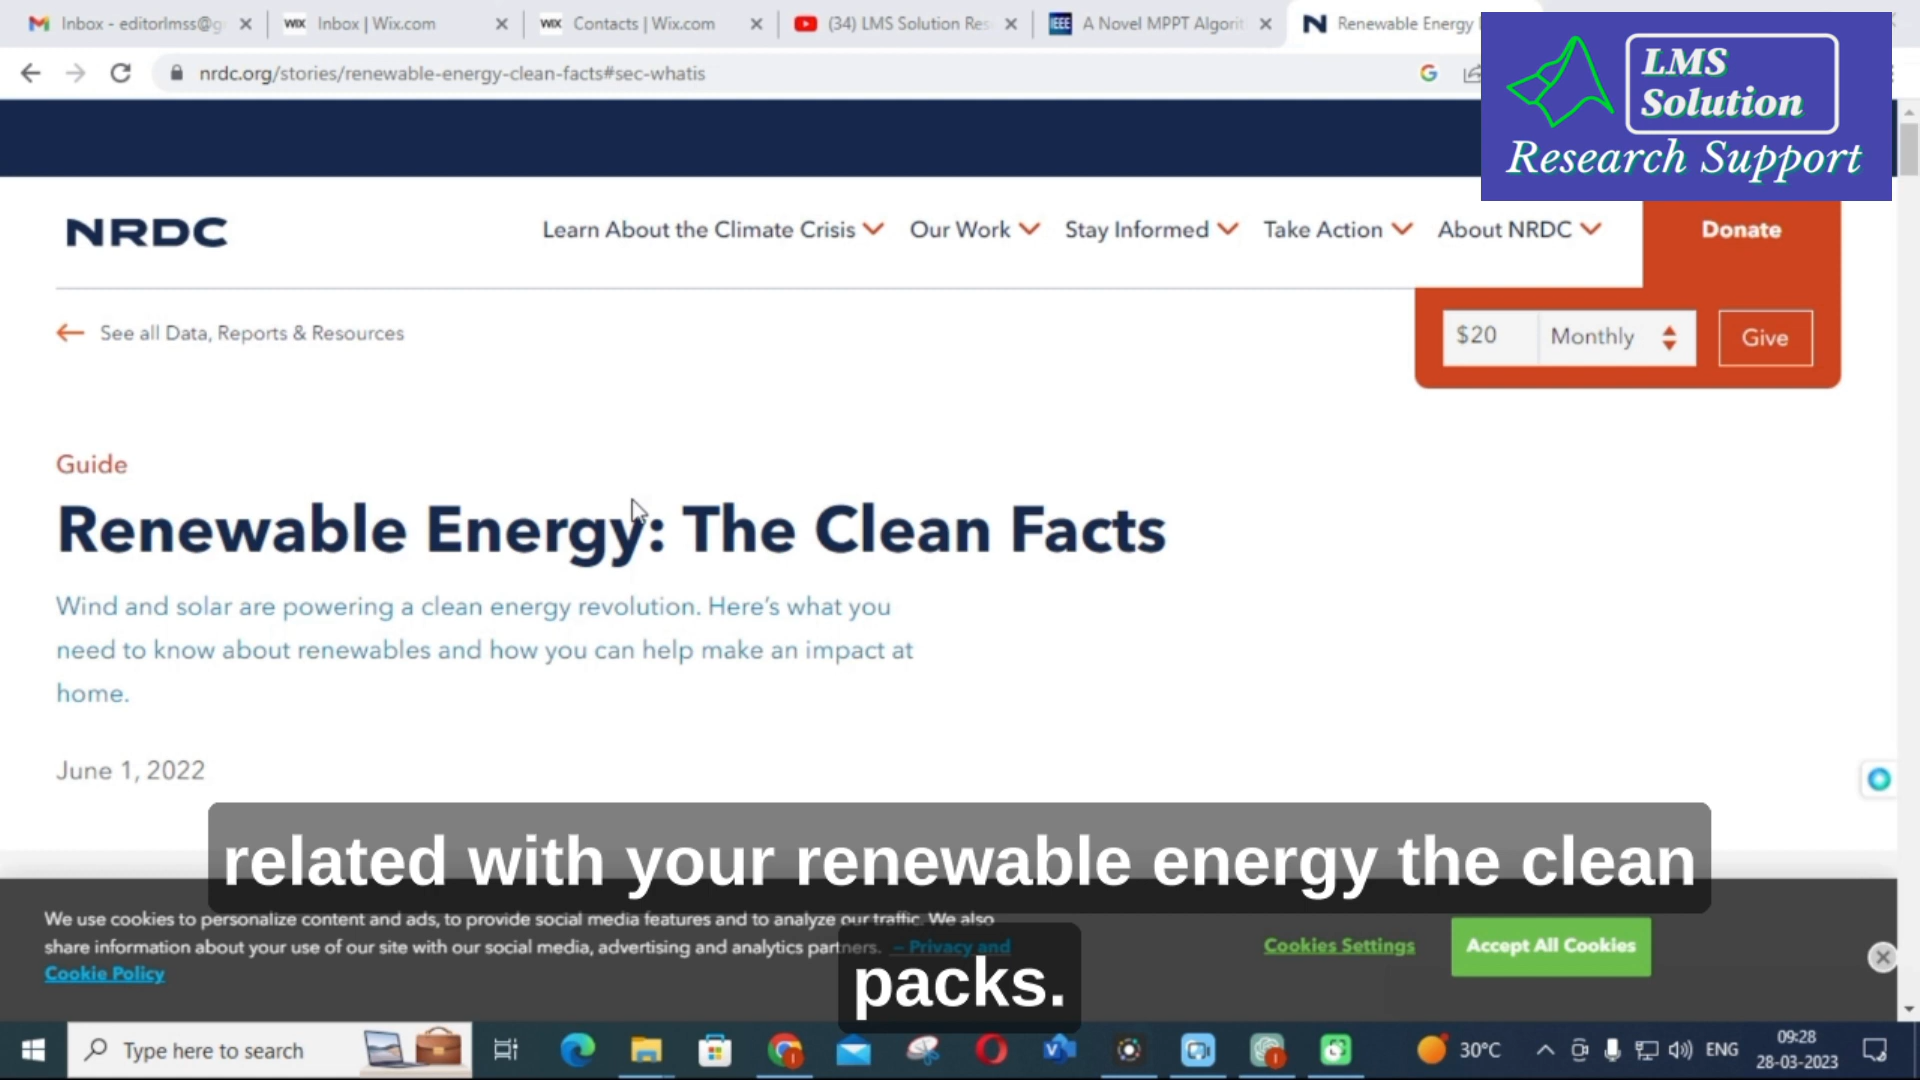 Inbox - editorlmss@g
Inbox | Wix.com
Contacts | Wix.com
(34) LMS Solution Res
A Novel MPPT Algorit
Renewable Energy
nrdc.org/stories/renewable-energy-clean-facts#sec-whatis
LMS
Solution
Research Support
NRDC
Learn About the Climate Crisis
Our Work
Stay Informed
Take Action
About NRDC
Donate
See all Data, Reports & Resources
$20
Monthly
Give
Guide
Renewable Energy: The Clean Facts
Wind and solar are powering a clean energy revolution. Here's what you
need to know about renewables and how you can help make an impact at
home.
June 1, 2022
related with your renewable energy the clean
packs.
We use cookies to personalize content and ads, to provide social media features and to analyze our traffic. We also
share information about your use of our site with our social media, advertising and analytics partners. – Privacy and
Cookie Policy
Cookies Settings
Accept All Cookies
Type here to search
30°C
ENG
09:28
28-03-2023